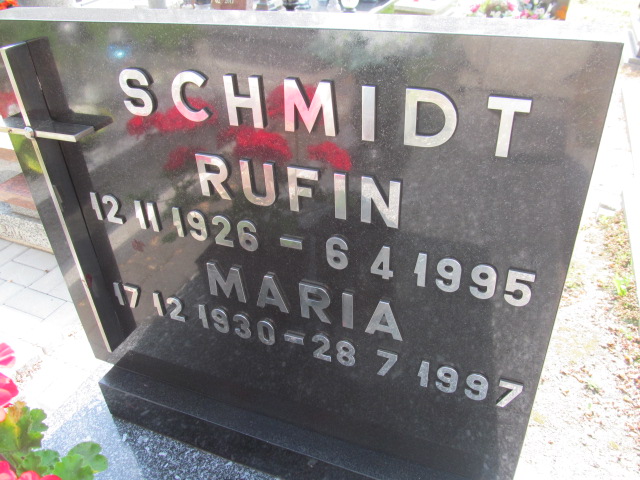 SCHMIDT
RUFIN
12 11 1926 - 6 4 1995
MARIA
17 12 1930 - 28 7 1997